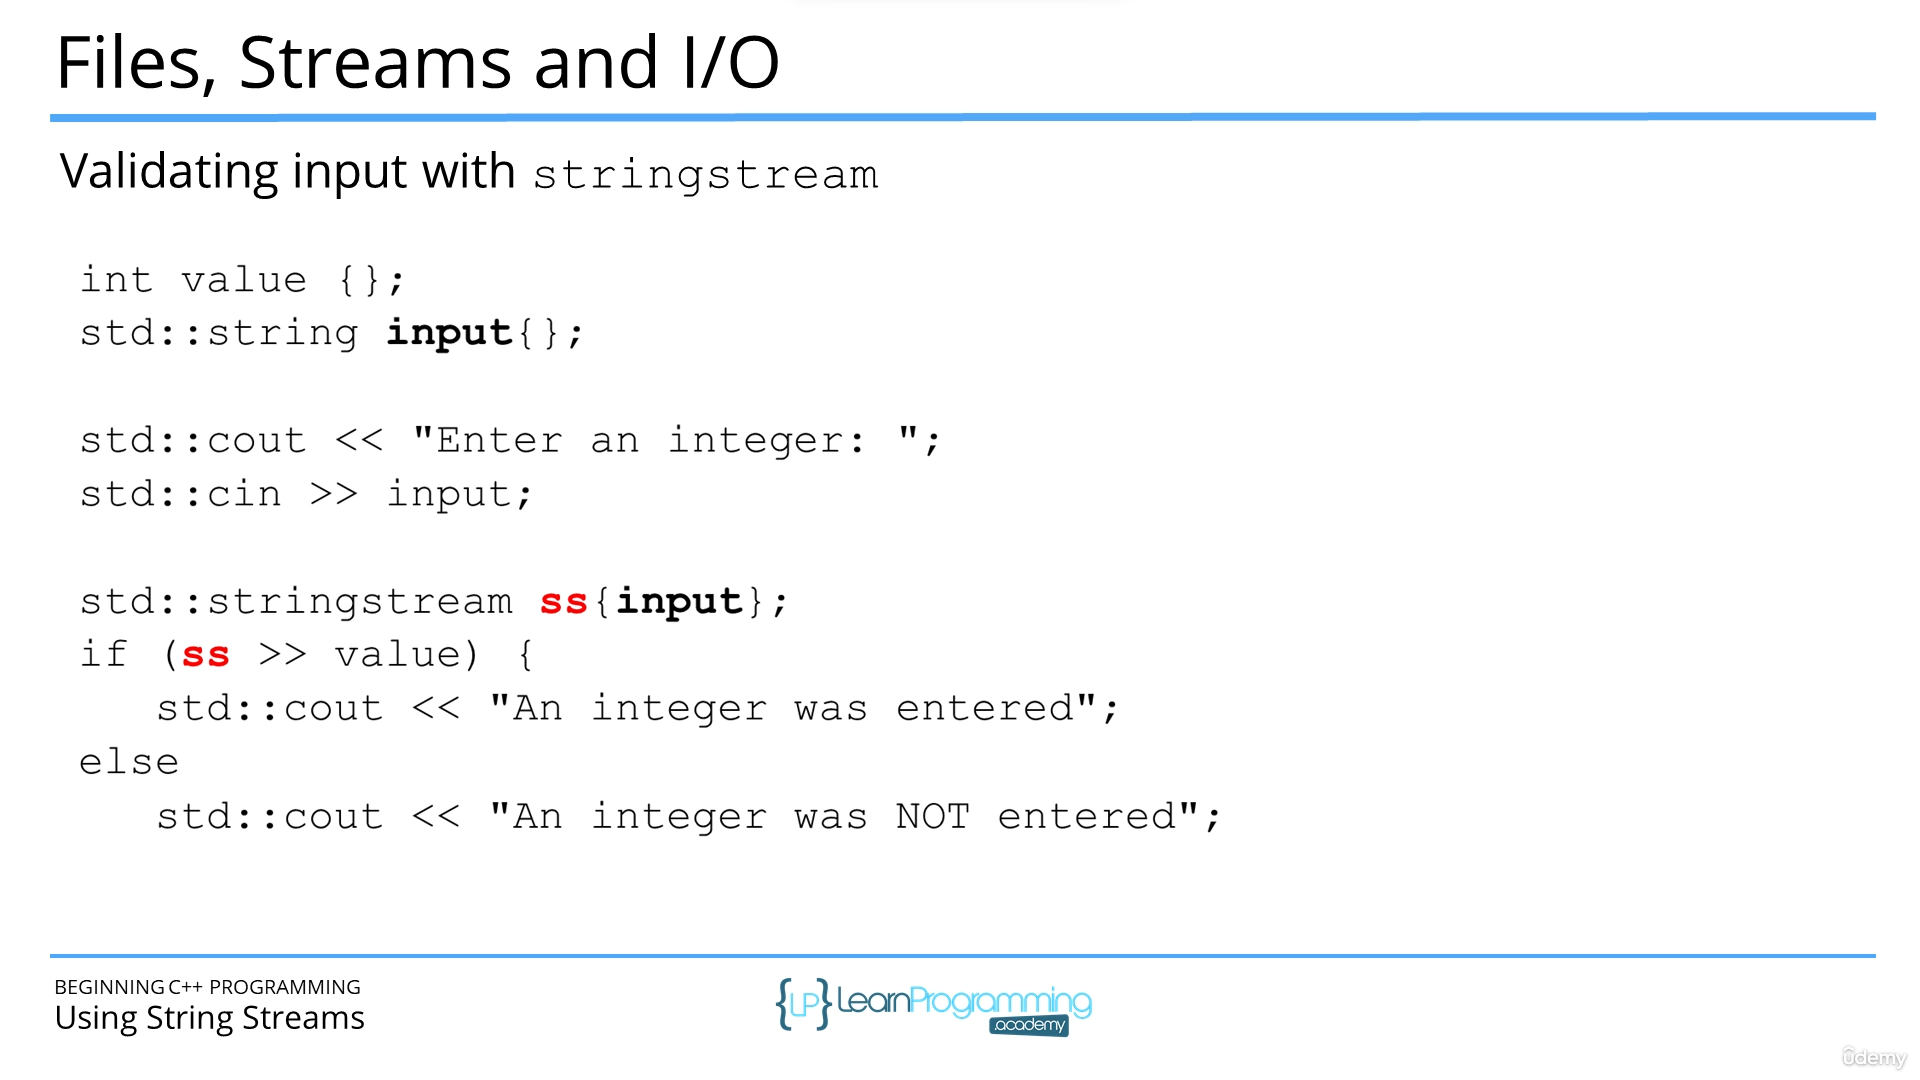 Files, Streams and I/O
Validating input with stringstream
int value {};
std::string input{};
std::cout << "Enter an integer: ";
std::cin >> input;
std::stringstream ss{input};
if (ss >> value) {
   std::cout << "An integer was entered";
else
   std::cout << "An integer was NOT entered";
BEGINNING C++ PROGRAMMING
Using String Streams
{LP} LearnProgramming
academy
ûdemy